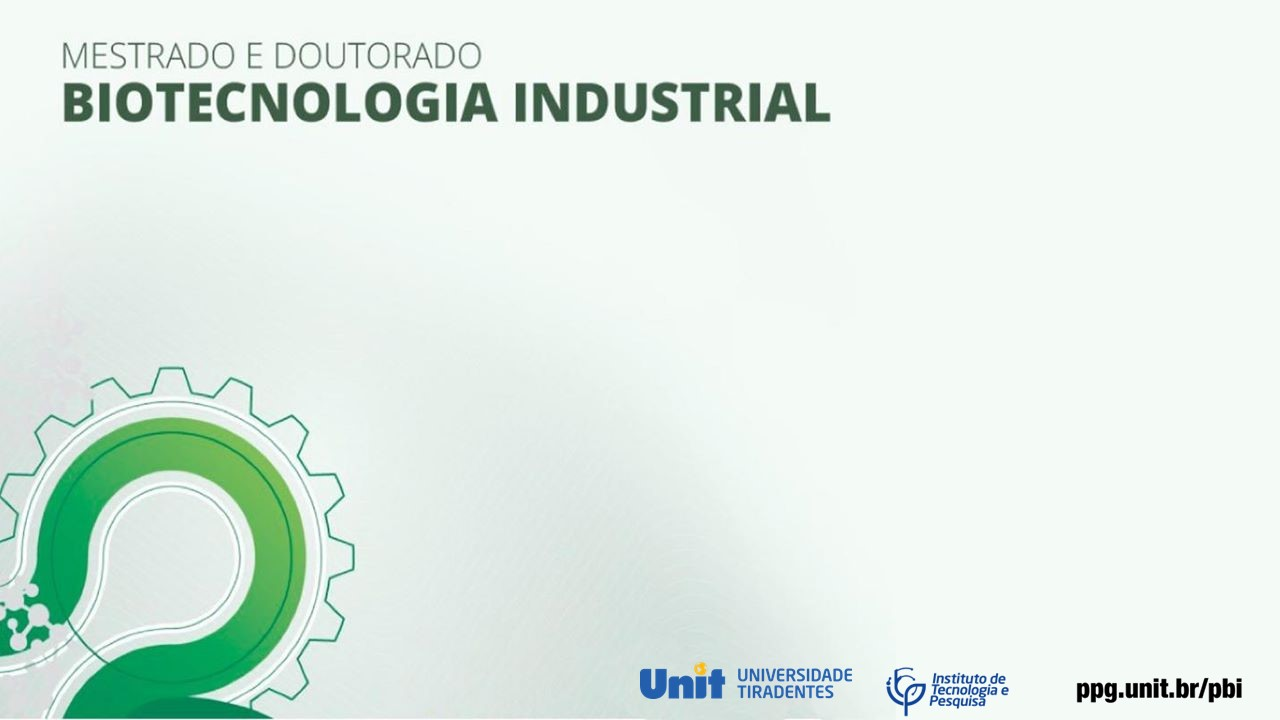 MESTRADO E DOUTORADO
BIOTECNOLOGIA INDUSTRIAL
Unit
UNIVERSIDADE
TIRADENTES
Instituto de
Tecnologia e
Pesquisa
ppg.unit.br/pbi